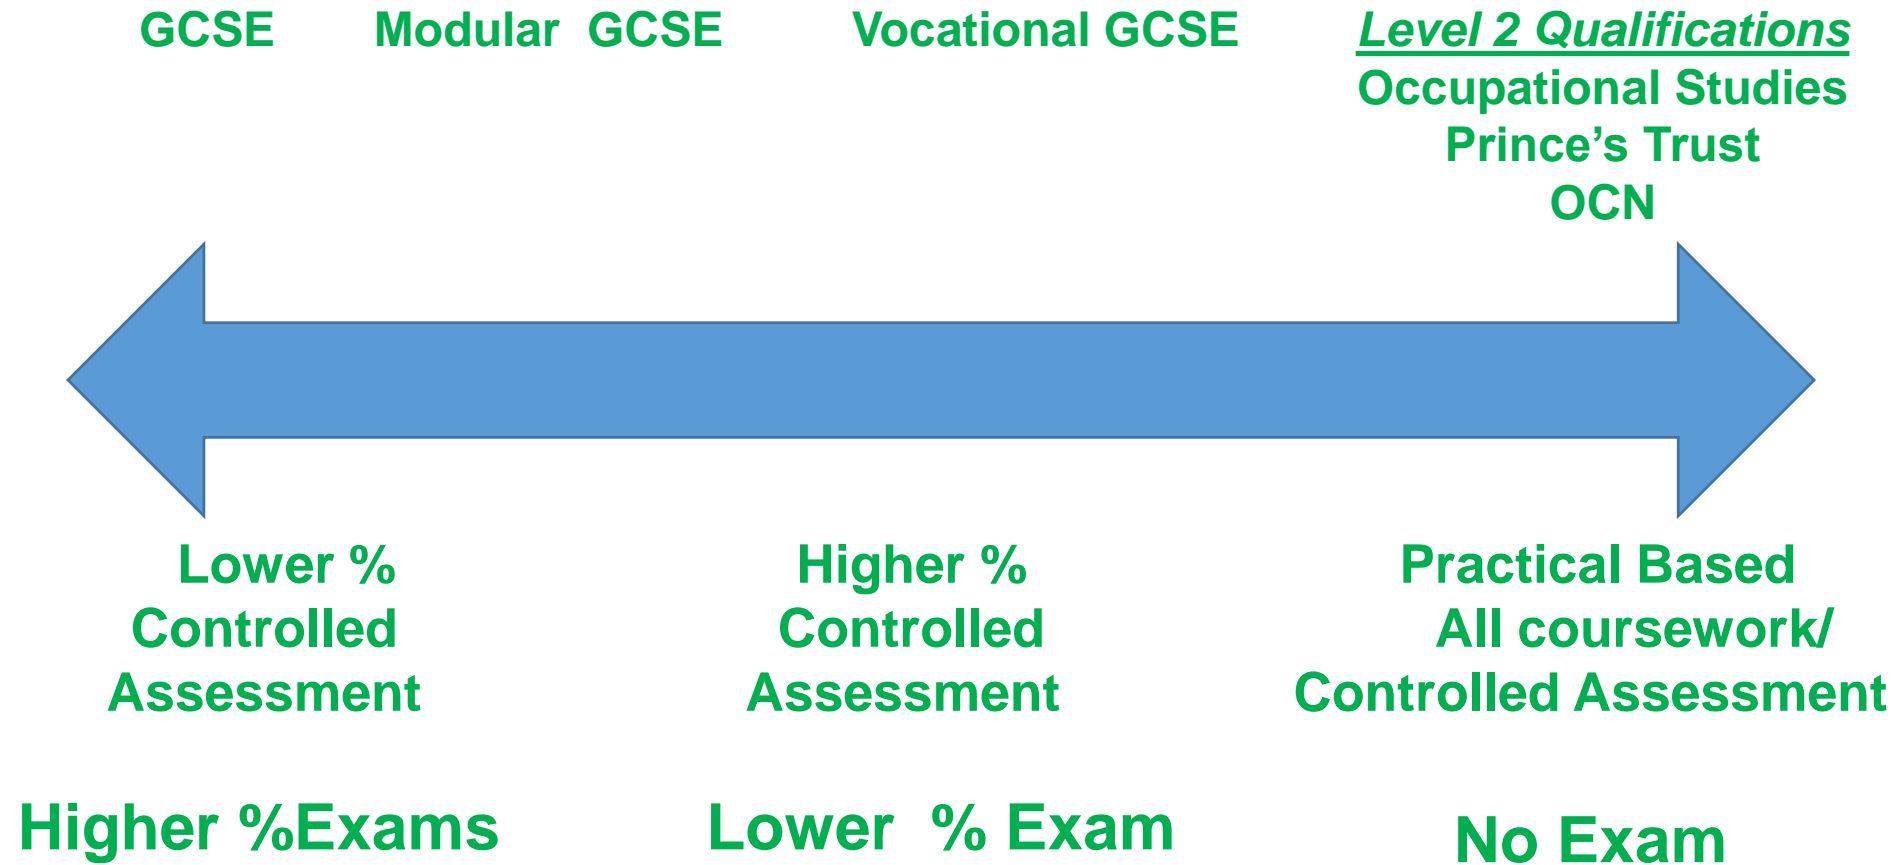 GCSE Modular GCSE Vocational GCSE Level 2 Qualifications
Occupational Studies
Prince’s Trust
OCN
Lower %
Controlled
Assessment
Higher %
Controlled
Assessment
Practical Based
All coursework/
Controlled Assessment
Higher %Exams
Lower % Exam
No Exam